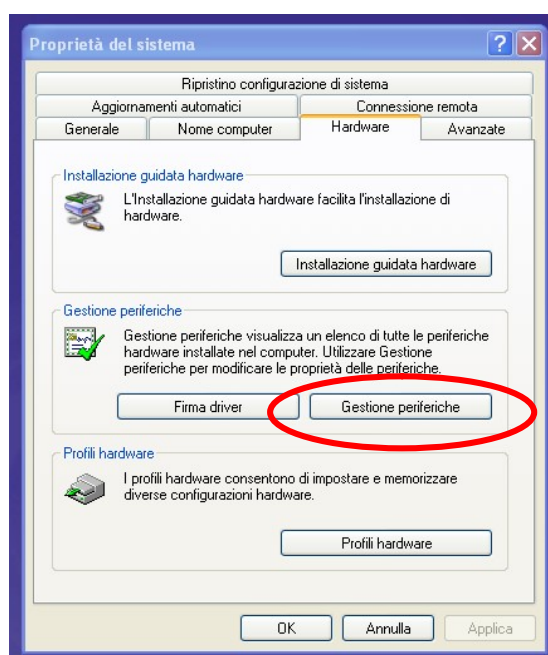 Proprietà del sistema
Ripristino configurazione di sistema
Aggiornamenti automatici
Connessione remota
Generale
Nome computer
Hardware
Avanzate
Installazione guidata hardware
L'Installazione guidata hardware facilita l'installazione di
hardware.
Installazione guidata hardware
Gestione periferiche
Gestione periferiche visualizza un elenco di tutte le periferiche
hardware installate nel computer. Utilizzare Gestione
periferiche per modificare le proprietà delle periferiche.
Firma driver
Gestione periferiche
Profili hardware
I profili hardware consentono di impostare e memorizzare
diverse configurazioni hardware.
Profili hardware
OK
Annulla
Applica